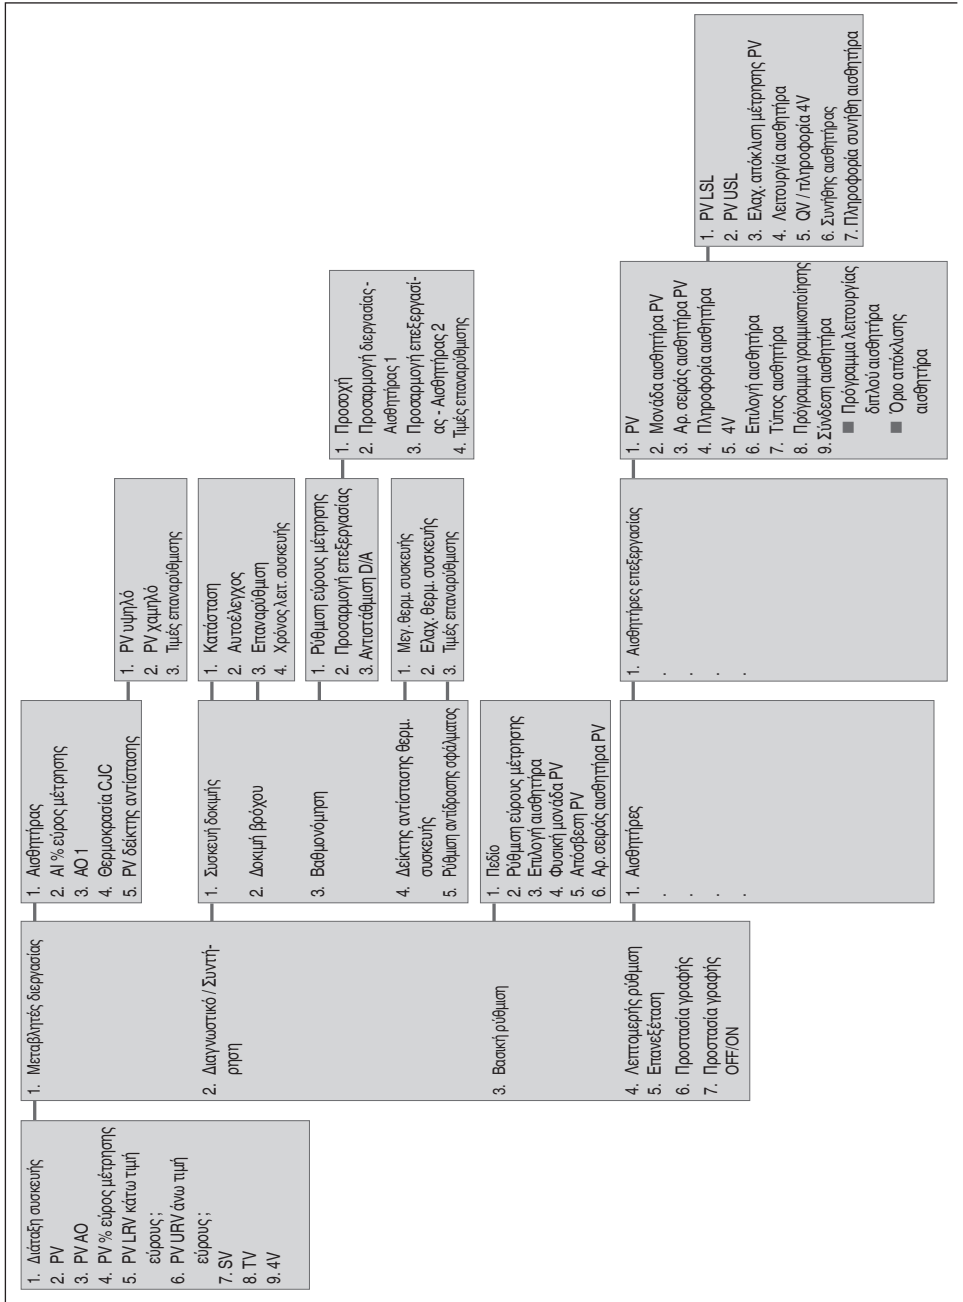 1. Διάταξη συσκευής
2. PV
3. PV AO
4. PV % εύρος μέτρησης
5. PV LRV κάτω τιμή
εύρους ;
6. PV URV άνω τιμή
εύρους ;
7. SV
8. TV
9. 4V
1. Μεταβλητές διεργασίας
2. Διαγνωστικό / Συντή-
ρηση
3. Βασική ρύθμιση
4. Λεπτομερής ρύθμιση
5. Επανεξέταση
6. Προστασία γραφής
7. Προστασία γραφής
OFF/ON
1. Αισθητήρας
2. AI % εύρος μέτρησης
3. AO 1
4. Θερμοκρασία CJC
5. PV δείκτης αντίστασης
1. PV υψηλό
2. PV χαμηλό
3. Τιμές επαναρύθμισης
1. Συσκευή δοκιμής
2. Δοκιμή βρόχου
3. Βαθμονόμηση
4. Δείκτης αντίστασης θερμ.
συσκευής
5. Ρύθμιση αντίδρασης σφάλματος
1. Κατάσταση
2. Αυτοέλεγχος
3. Επαναρύθμιση
4. Χρόνος λειτ. συσκευής
1. Ρύθμιση εύρους μέτρησης
2. Προσαρμογή επεξεργασίας
3. Αντιστάθμιση D/A
1. Προσοχή
2. Προσαρμογή διεργασίας -
Αισθητήρας 1
3. Προσαρμογή επεξεργασί-
ας - Αισθητήρας 2
4. Τιμές επαναρύθμισης
1. Μεγ. θερμ. συσκευής
2. Ελαχ. θερμ. συσκευής
3. Τιμές επαναρύθμισης
1. Πεδίο
2. Ρύθμιση εύρους μέτρησης
3. Επιλογή αισθητήρα
4. Φυσική μονάδα PV
5. Απόσβεση PV
6. Αρ. σειράς αισθητήρα PV
1. Αισθητήρες
.
.
.
.
1. Αισθητήρες επεξεργασίας
.
.
.
.
1. PV
2. Μονάδα αισθητήρα PV
3. Αρ. σειράς αισθητήρα PV
4. Πληροφορία αισθητήρα
5. 4V
6. Επιλογή αισθητήρα
7. Τύπος αισθητήρα
8. Πρόγραμμα γραμμικοποίησης
9. Σύνδεση αισθητήρα
■ Πρόγραμμα λειτουργίας
διπλού αισθητήρα
■ Όριο απόκλισης
αισθητήρα
1. PV LSL
2. PV USL
3. Ελαχ. απόκλιση μέτρησης PV
4. Λειτουργία αισθητήρα
5. QV / πληροφορία 4V
6. Συνήθης αισθητήρας
7. Πληροφορία συνήθη αισθητήρα